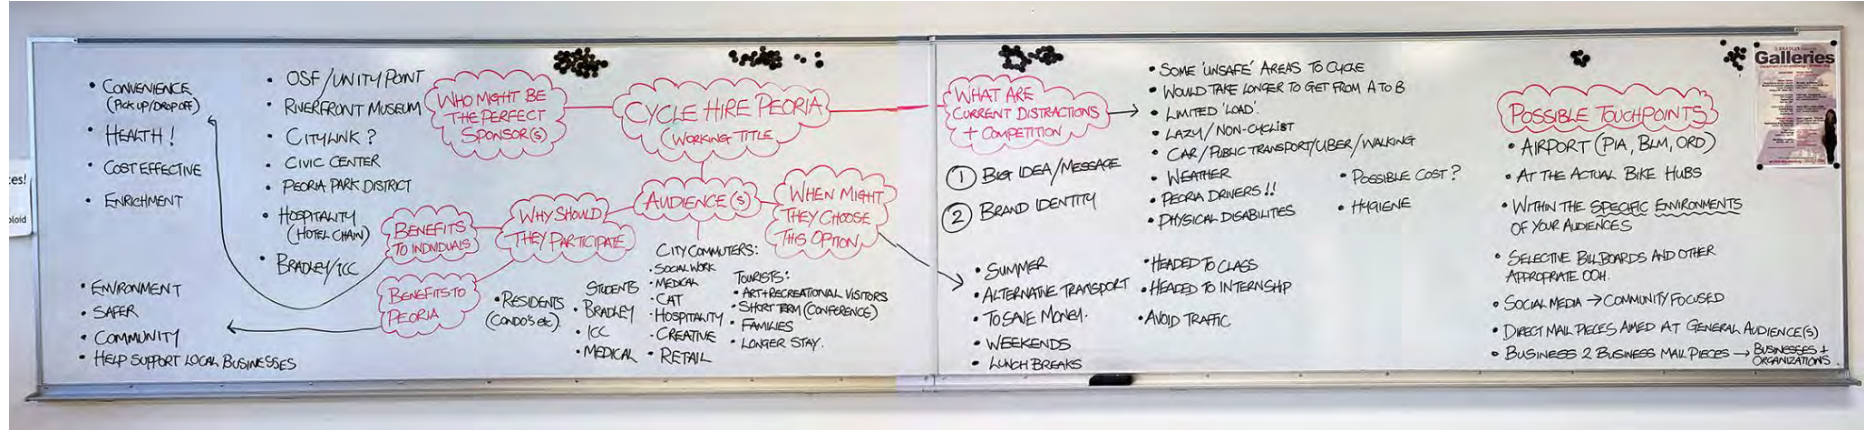 ces!
oloid
• CONVENIENCE
(PICK UP/DROP OFF)
• HEALTH!
• COST EFFECTIVE
• ENRICHMENT
• ENVIRONMENT
• SAFER
• COMMUNITY
• HELP SUPPORT LOCAL BUSINESSES
• OSF/UNITY POINT
• RIVERFRONT MUSEUM
• CITYLINK?
• CIVIC CENTER
• PEORIA PARK DISTRICT
• HOSPITALITY
(HOTEL CHAIN)
• BRADLEY/ICC
WHO MIGHT BE
THE PERFECT
SPONSOR(S)
CYCLE HIRE PEORIA
(WORKING TITLE)
BENEFITS
TO INDIVIDUALS
BENEFITS TO
PEORIA
WHY SHOULD
THEY PARTICIPATE
AUDIENCE(S)
WHEN MIGHT
THEY CHOOSE
THIS OPTION
• RESIDENTS
(CONDO'S etc)
STUDENTS
• BRADLEY
• ICC
• MEDICAL
CITY COMMUTERS:
• SOCIAL WORK
• MEDICAL
• CAT
• HOSPITALITY
• CREATIVE
• RETAIL
TOURISTS:
• ART+RECREATIONAL VISITORS
• SHORT TERM (CONFERENCE)
• FAMILIES
• LONGER STAY.
WHAT ARE
CURRENT DISTRACTIONS
+ COMPETITION
① BIG IDEA/MESSAGE
② BRAND IDENTITY
• SOME 'UNSAFE' AREAS TO CYCLE
• WOULD TAKE LONGER TO GET FROM A TO B
• LIMITED 'LOAD'.
• LAZY/NON-CYCLIST
• CAR/PUBLIC TRANSPORT/UBER/WALKING
• WEATHER
• PEORIA DRIVERS!!
• PHYSICAL DISABILITIES
• POSSIBLE COST?
• HYGIENE
• SUMMER
• ALTERNATIVE TRANSPORT
• TO SAVE MONEY.
• WEEKENDS
• LUNCH BREAKS
• HEADED TO CLASS
• HEADED TO INTERNSHIP
• AVOID TRAFFIC
POSSIBLE TOUCHPOINTS
• AIRPORT (PIA, BLM, ORD)
• AT THE ACTUAL BIKE HUBS
• WITHIN THE SPECIFIC ENVIRONMENTS
OF YOUR AUDIENCES
• SELECTIVE BILLBOARDS AND OTHER
APPROPRATE OOH.
• SOCIAL MEDIA → COMMUNITY FOCUSED
• DIRECT MAIL PIECES AIMED AT GENERAL AUDIENCE(S)
• BUSINESS 2 BUSINESS MAIL PIECES → BUSINESSES +
ORGANIZATIONS
Galleries